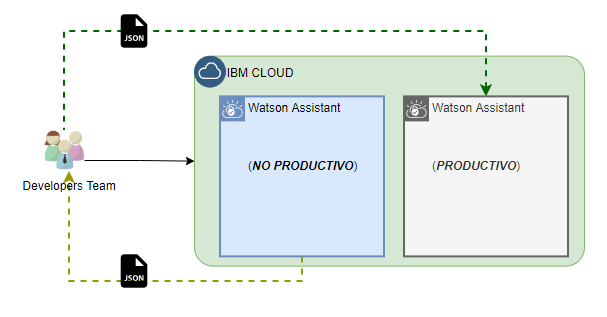 JSON
IBM CLOUD
Watson Assistant
(NO PRODUCTIVO)
Watson Assistant
(PRODUCTIVO)
Developers Team
JSON